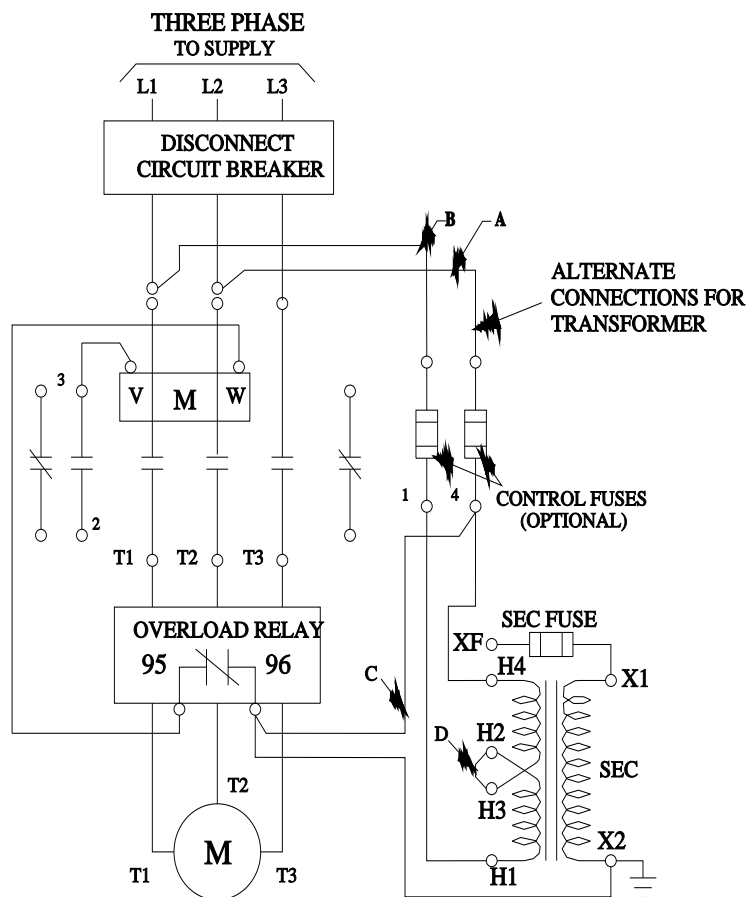 THREE PHASE
TO SUPPLY
L1 L2 L3
DISCONNECT
CIRCUIT BREAKER
B A
ALTERNATE
CONNECTIONS FOR
TRANSFORMER
3
V M W
2
1 4
CONTROL FUSES
(OPTIONAL)
T1 T2 T3
OVERLOAD RELAY
95 96
SEC FUSE
XF
H4 X1
C
D H2
SEC
H3
T2
X2
M
T1 T3
H1